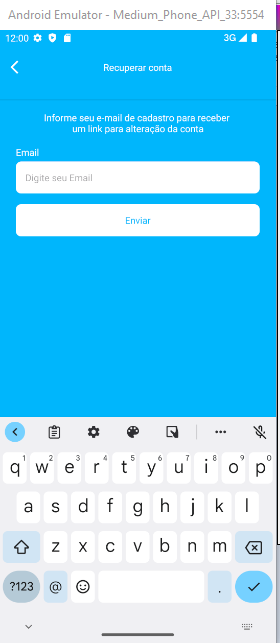 Android Emulator - Medium_Phone_API_33:5554
12:00 3G
Recuperar conta
Informe seu e-mail de cadastro para receber
um link para alteração da conta
Email
Digite seu Email
Enviar
1 2 3 4 5 6 7 8 9 0
q w e r t y u i o p
a s d f g h j k l
z x c v b n m
?123 @ .